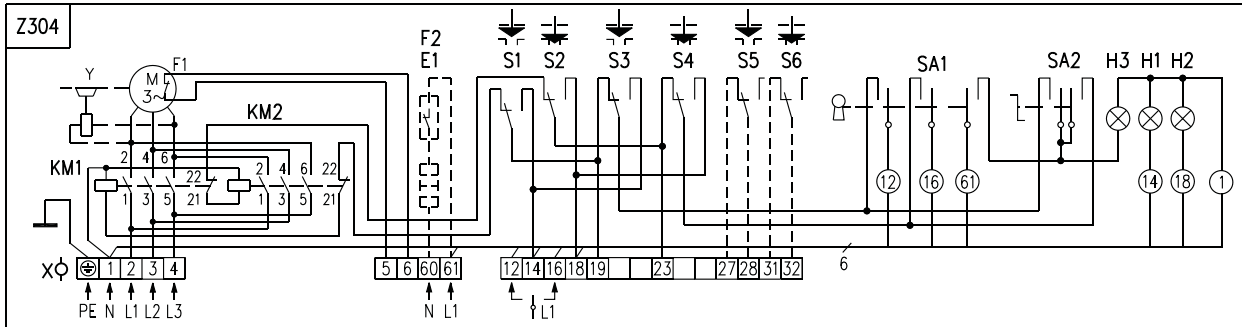 Z304
F2
E1
S1 S2 S3 S4 S5 S6
SA1 SA2 H3 H1 H2
Y
M
3~
F1
KM2
KM1
2 4 6
22
2 4 6 22
1 3 5 21
1 3 5 21
12 16 61 14 18 1
6
X
1 2 3 4 5 6 60 61 12 14 16 18 19 23 27 28 31 32
PE N L1 L2 L3 N L1 L1